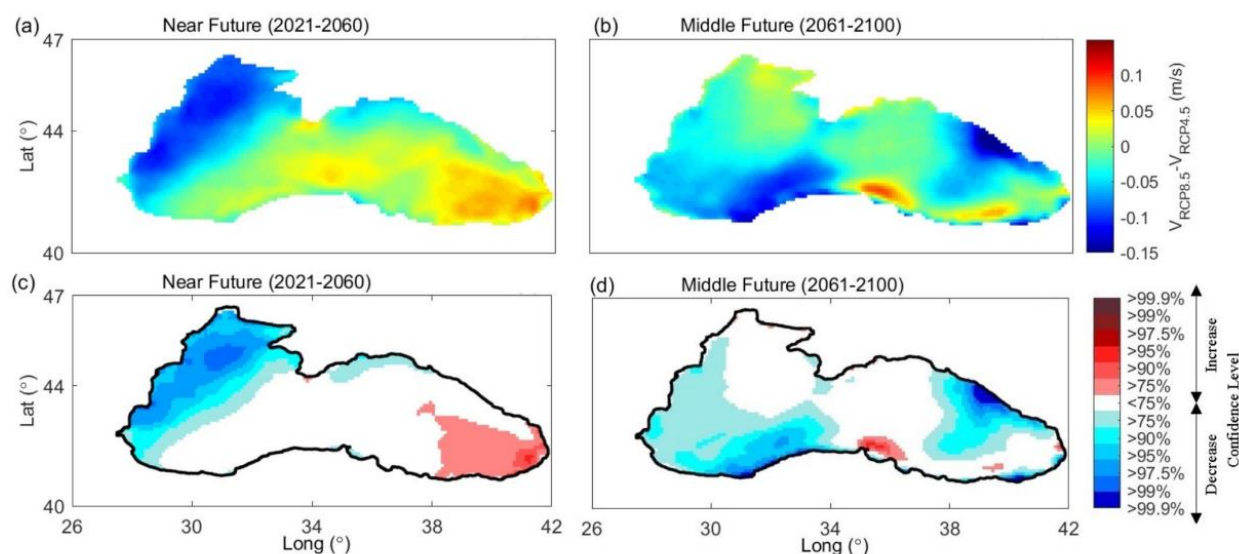 (a) Near Future (2021-2060)
(b) Middle Future (2061-2100)
47
44
40
Lat (°)
0.1
0.05
0
-0.05
-0.1
-0.15
V_RCP8.5-V_RCP4.5 (m/s)
(c) Near Future (2021-2060)
(d) Middle Future (2061-2100)
47
44
40
Lat (°)
26 30 34 38 42
Long (°)
26 30 34 38 42
Long (°)
>99.9%
>99%
>97.5%
>95%
>90%
>75%
<75%
>75%
>90%
>95%
>97.5%
>99%
>99.9%
Increase
Decrease
Confidence Level